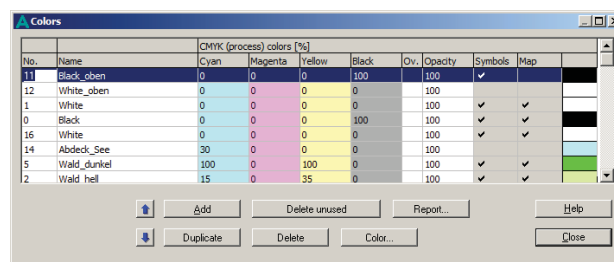 Colors
CMYK (process) colors [%]
No. Name Cyan Magenta Yellow Black Ov. Opacity Symbols Map
11 Black_oben 0 0 0 100 100
12 White_oben 0 0 0 0 100
1 White 0 0 0 0 100
0 Black 0 0 0 100 100
16 White 0 0 0 0 100
14 Abdeck_See 30 0 0 0 100
5 Wald_dunkel 100 0 100 0 100
2 Wald_hell 15 0 35 0 100
Add Delete unused Report... Help
Duplicate Delete Color... Close